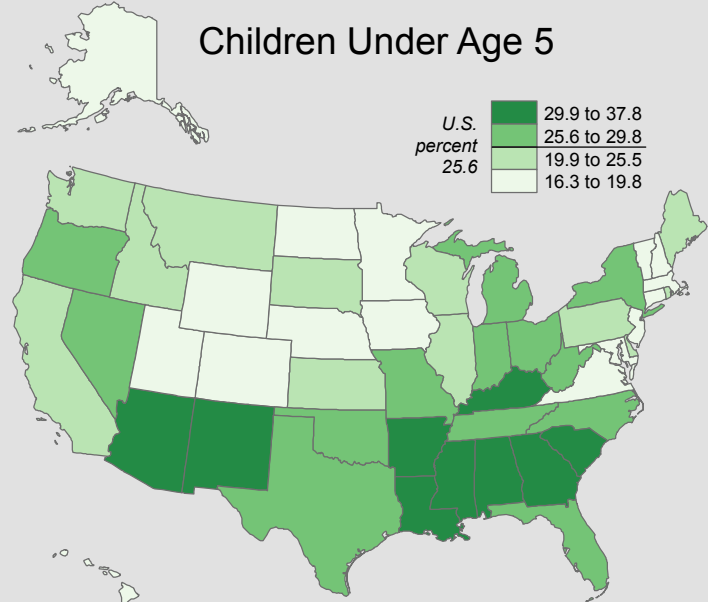 Children Under Age 5
U.S.
percent
25.6
29.9 to 37.8
25.6 to 29.8
19.9 to 25.5
16.3 to 19.8